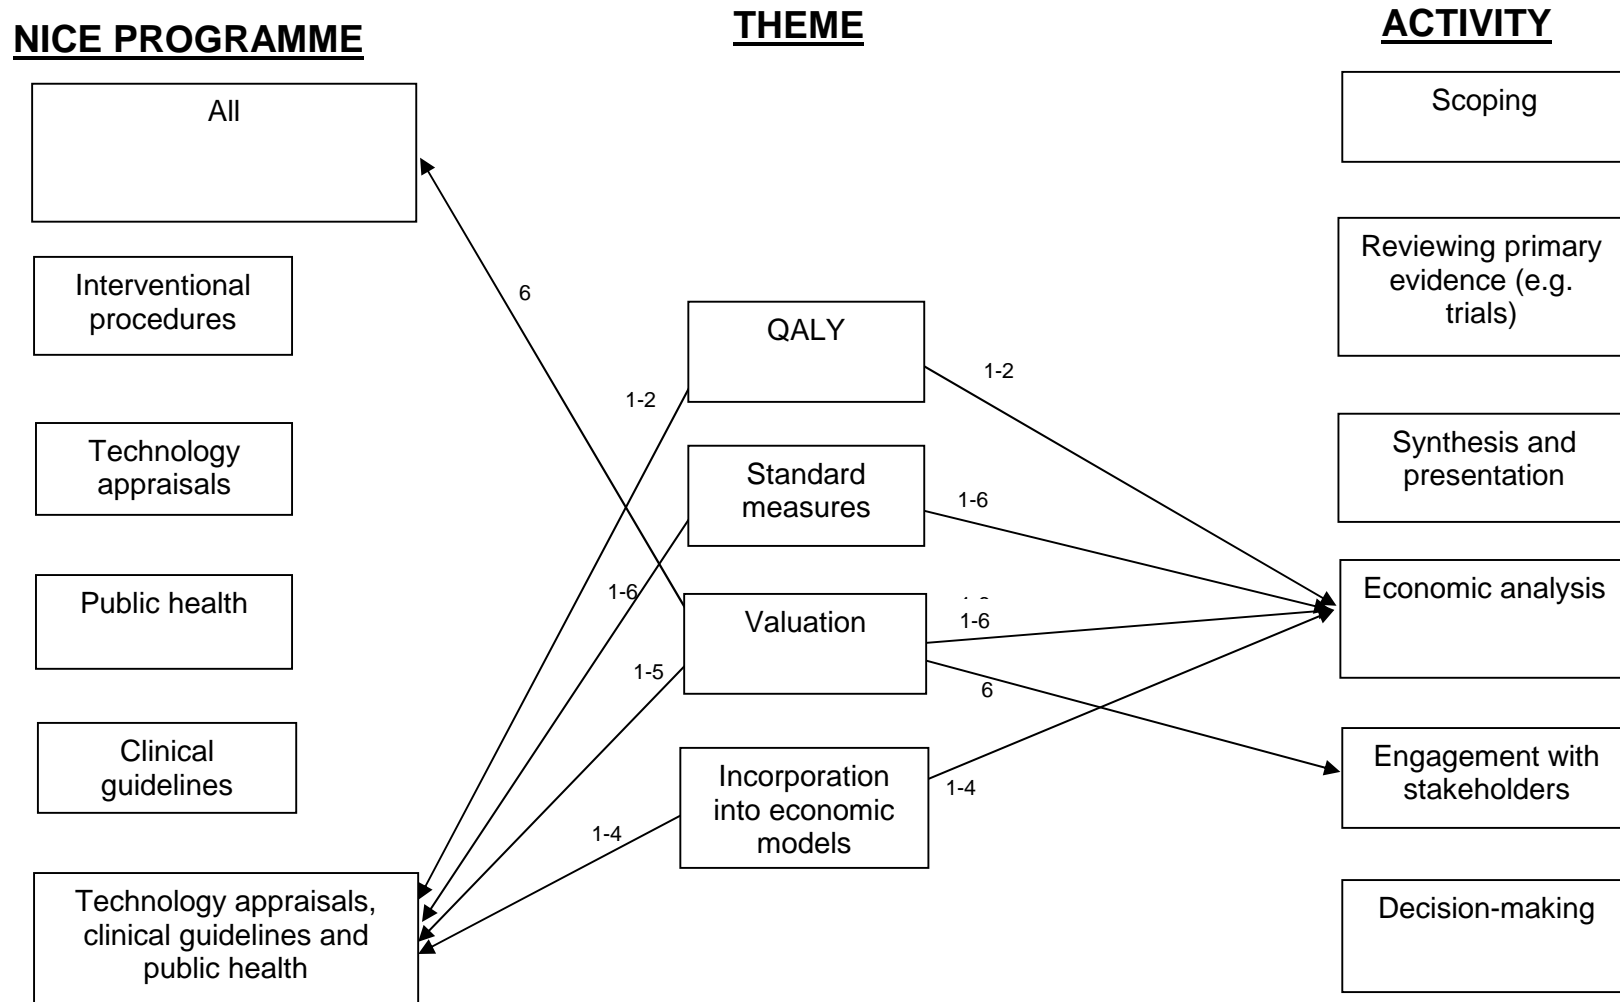 NICE PROGRAMME
THEME
ACTIVITY
All
Interventional
procedures
Technology
appraisals
Public health
Clinical
guidelines
Technology appraisals,
clinical guidelines and
public health
6
1-2
1-6
1-5
1-4
QALY
Standard
measures
Valuation
Incorporation
into economic
models
1-2
1-6
1-6
6
1-4
Scoping
Reviewing primary
evidence (e.g.
trials)
Synthesis and
presentation
Economic analysis
Engagement with
stakeholders
Decision-making